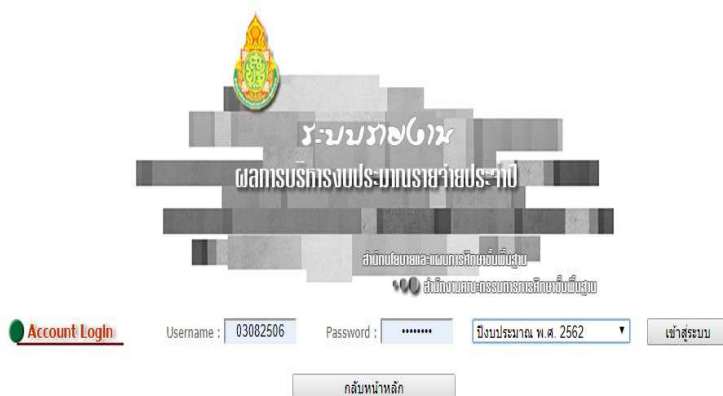 ระบบรายงาน
ผลการบริหารงบประมาณรายจ่ายประจำปี
สำนักนโยบายและแผนการศึกษาขั้นพื้นฐาน
สำนักงานคณะกรรมการการศึกษาขั้นพื้นฐาน
Account Login Username : 03082506 Password : •••••••• ปีงบประมาณ พ.ศ. 2562 เข้าสู่ระบบ
กลับหน้าหลัก